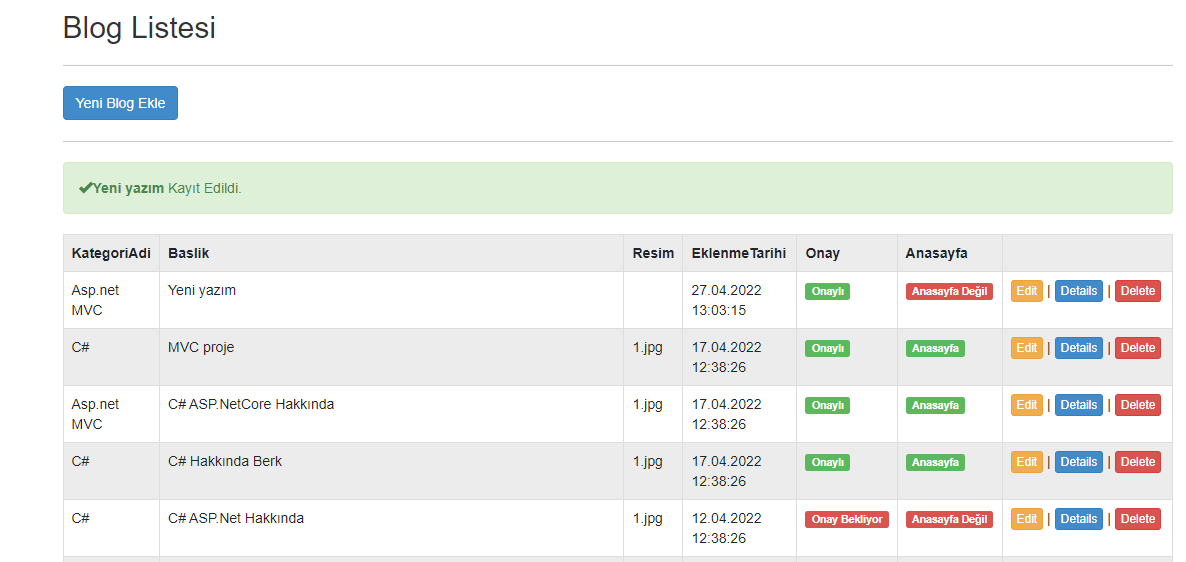 Blog Listesi
Yeni Blog Ekle
Yeni yazım Kayıt Edildi.
KategoriAdi Baslik Resim EklenmeTarihi Onay Anasayfa
Asp.net MVC Yeni yazım 27.04.2022 13:03:15 Onaylı Anasayfa Değil Edit | Details | Delete
C# MVC proje 1.jpg 17.04.2022 12:38:26 Onaylı Anasayfa Edit | Details | Delete
Asp.net MVC C# ASP.NetCore Hakkında 1.jpg 17.04.2022 12:38:26 Onaylı Anasayfa Edit | Details | Delete
C# C# Hakkında Berk 1.jpg 17.04.2022 12:38:26 Onaylı Anasayfa Edit | Details | Delete
C# C# ASP.Net Hakkında 1.jpg 12.04.2022 12:38:26 Onay Bekliyor Anasayfa Değil Edit | Details | Delete